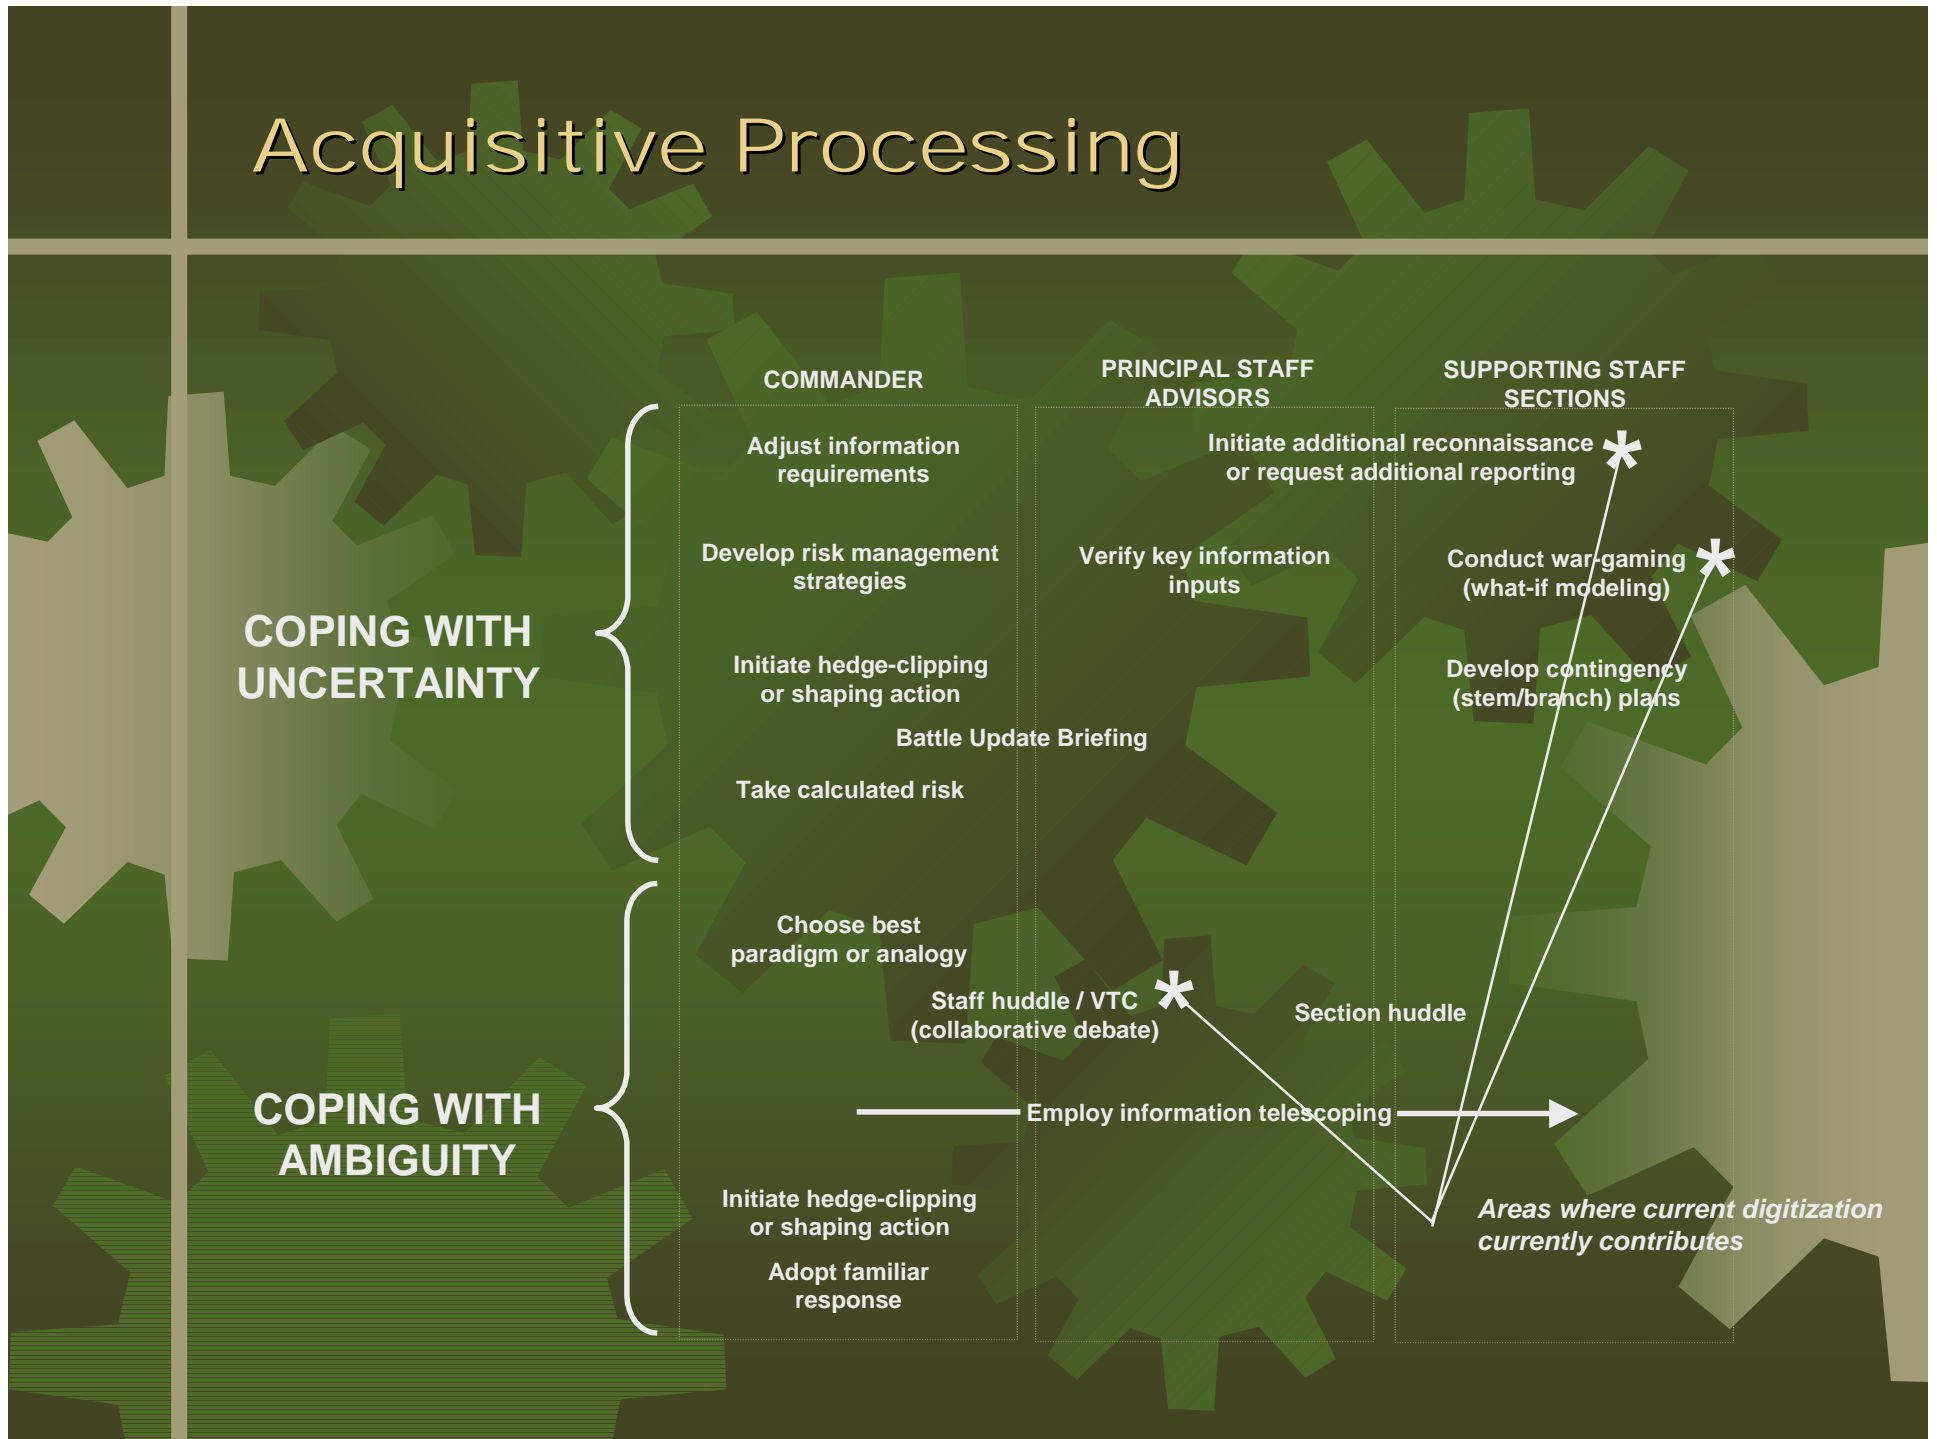 Acquisitive Processing
COMMANDER
PRINCIPAL STAFF
ADVISORS
SUPPORTING STAFF
SECTIONS
COPING WITH
UNCERTAINTY
Adjust information
requirements
Initiate additional reconnaissance *
or request additional reporting
Develop risk management
strategies
Verify key information
inputs
Conduct war-gaming *
(what-if modeling)
Initiate hedge-clipping
or shaping action
Develop contingency
(stem/branch) plans
Battle Update Briefing
Take calculated risk
COPING WITH
AMBIGUITY
Choose best
paradigm or analogy
Staff huddle / VTC *
(collaborative debate)
Section huddle
Employ information telescoping
Initiate hedge-clipping
or shaping action
Adopt familiar
response
Areas where current digitization
currently contributes